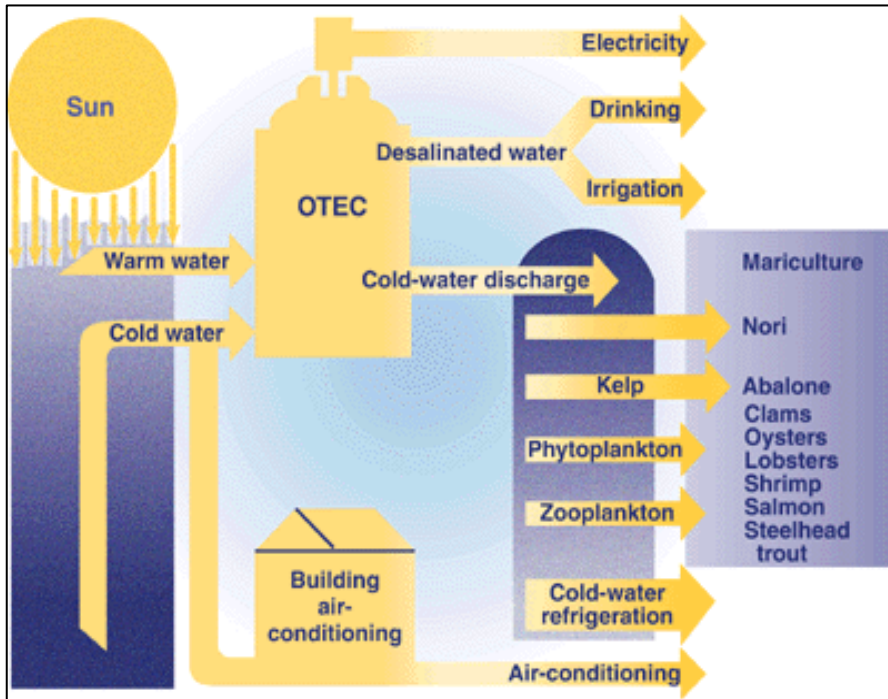 Sun
Electricity
Drinking
Desalinated water
Irrigation
OTEC
Warm water
Cold-water discharge
Mariculture
Cold water
Nori
Kelp
Abalone
Clams
Phytoplankton
Oysters
Lobsters
Shrimp
Zooplankton
Salmon
Steelhead
trout
Building
air-
conditioning
Cold-water
refrigeration
Air-conditioning